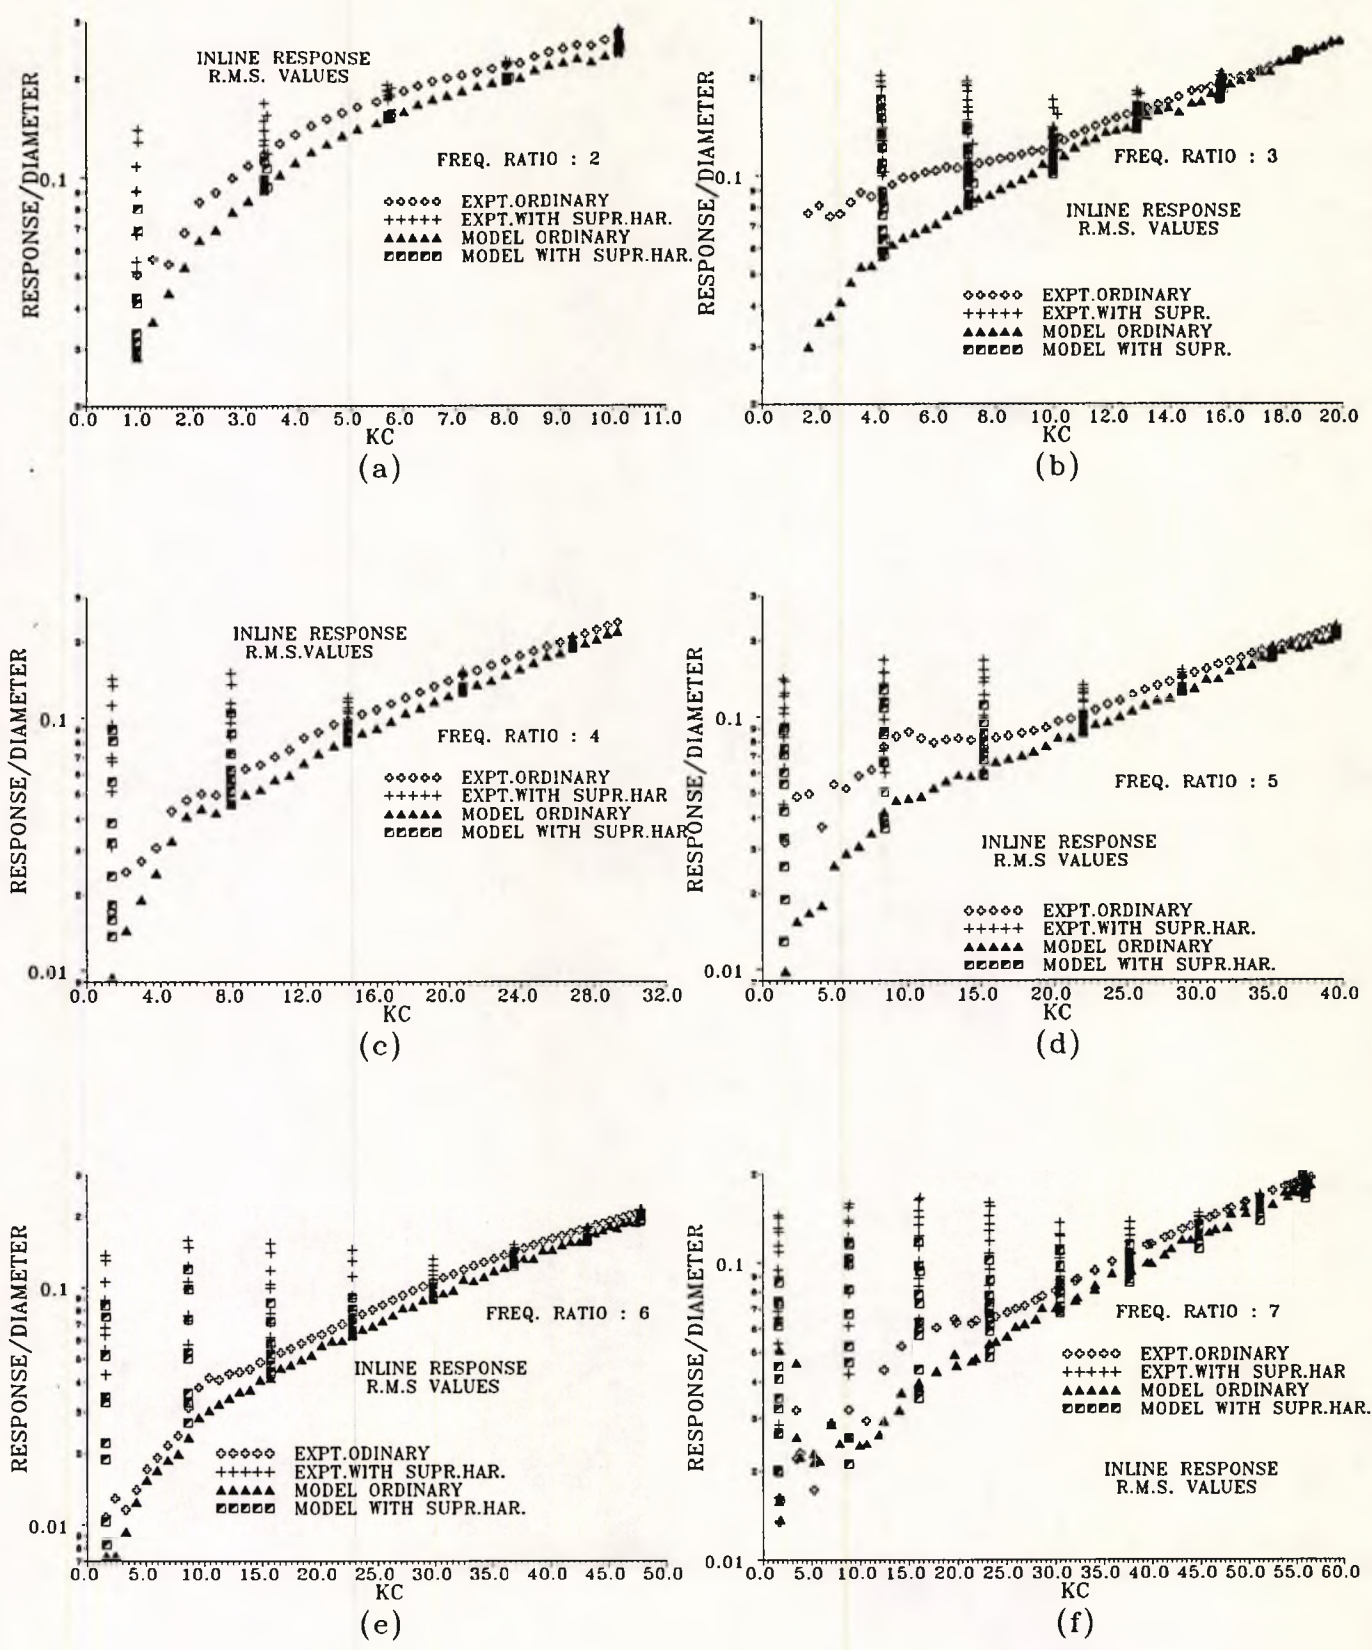 INLINE RESPONSE
R.M.S. VALUES
RESPONSE/DIAMETER
0.1
FREQ. RATIO : 2
EXPT.ORDINARY
EXPT.WITH SUPR.HAR.
MODEL ORDINARY
MODEL WITH SUPR.HAR.
0.0 1.0 2.0 3.0 4.0 5.0 6.0 7.0 8.0 9.0 10.0 11.0
KC
(a)
RESPONSE/DIAMETER
0.1
FREQ. RATIO : 3
INLINE RESPONSE
R.M.S. VALUES
EXPT.ORDINARY
EXPT.WITH SUPR.
MODEL ORDINARY
MODEL WITH SUPR.
0.0 2.0 4.0 6.0 8.0 10.0 12.0 14.0 16.0 18.0 20.0
KC
(b)
INLINE RESPONSE
R.M.S.VALUES
RESPONSE/DIAMETER
0.1
FREQ. RATIO : 4
EXPT.ORDINARY
EXPT.WITH SUPR.HAR
MODEL ORDINARY
MODEL WITH SUPR.HAR
0.01
0.0 4.0 8.0 12.0 16.0 20.0 24.0 28.0 32.0
KC
(c)
RESPONSE/DIAMETER
0.1
FREQ. RATIO : 5
INLINE RESPONSE
R.M.S VALUES
EXPT.ORDINARY
EXPT.WITH SUPR.HAR.
MODEL ORDINARY
MODEL WITH SUPR.HAR.
0.01
0.0 5.0 10.0 15.0 20.0 25.0 30.0 35.0 40.0
KC
(d)
RESPONSE/DIAMETER
0.1
FREQ. RATIO : 6
INLINE RESPONSE
R.M.S VALUES
EXPT.ODINARY
EXPT.WITH SUPR.HAR.
MODEL ORDINARY
MODEL WITH SUPR.HAR.
0.01
0.0 5.0 10.0 15.0 20.0 25.0 30.0 35.0 40.0 45.0 50.0
KC
(e)
RESPONSE/DIAMETER
0.1
FREQ. RATIO : 7
EXPT.ORDINARY
EXPT.WITH SUPR.HAR
MODEL ORDINARY
MODEL WITH SUPR.HAR.
INLINE RESPONSE
R.M.S. VALUES
0.01
0.0 5.0 10.0 15.0 20.0 25.0 30.0 35.0 40.0 45.0 50.0 55.0 60.0
KC
(f)